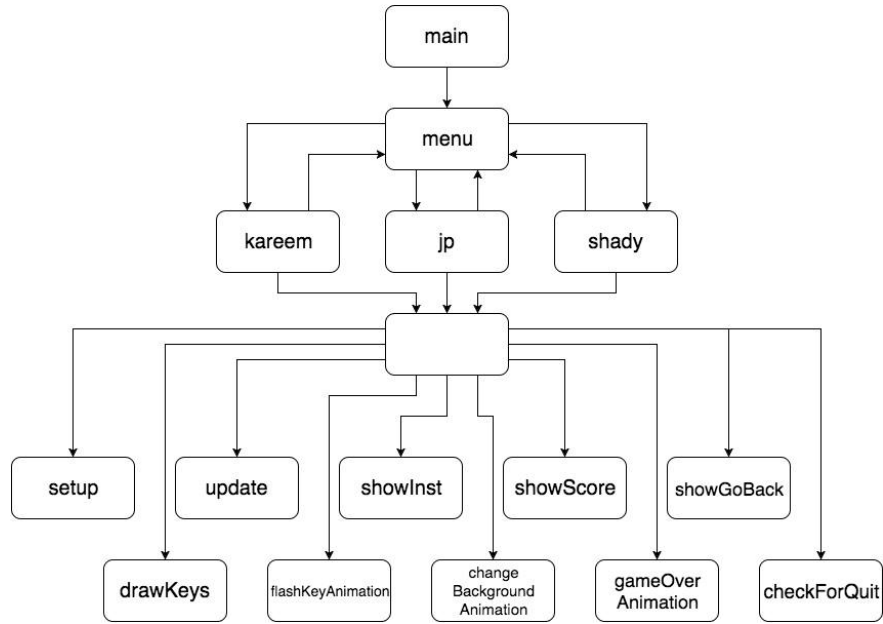 main
menu
kareem
jp
shady
setup
update
showInst
showScore
showGoBack
drawKeys
flashKeyAnimation
change
Background
Animation
gameOver
Animation
checkForQuit